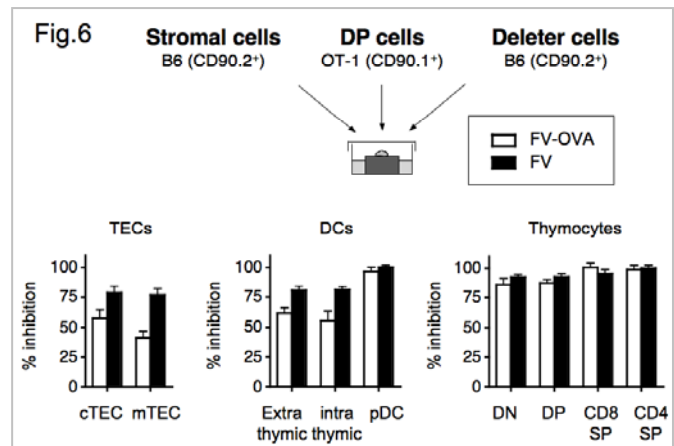 Fig.6
Stromal cells
B6 (CD90.2⁺)
DP cells
OT-1 (CD90.1⁺)
Deleter cells
B6 (CD90.2⁺)
FV-OVA
FV
TECs
% inhibition
100
75
50
25
0
cTEC mTEC
DCs
% inhibition
100
75
50
25
0
Extra intra pDC
thymic thymic
Thymocytes
% inhibition
100
75
50
25
0
DN DP CD8 CD4
SP SP